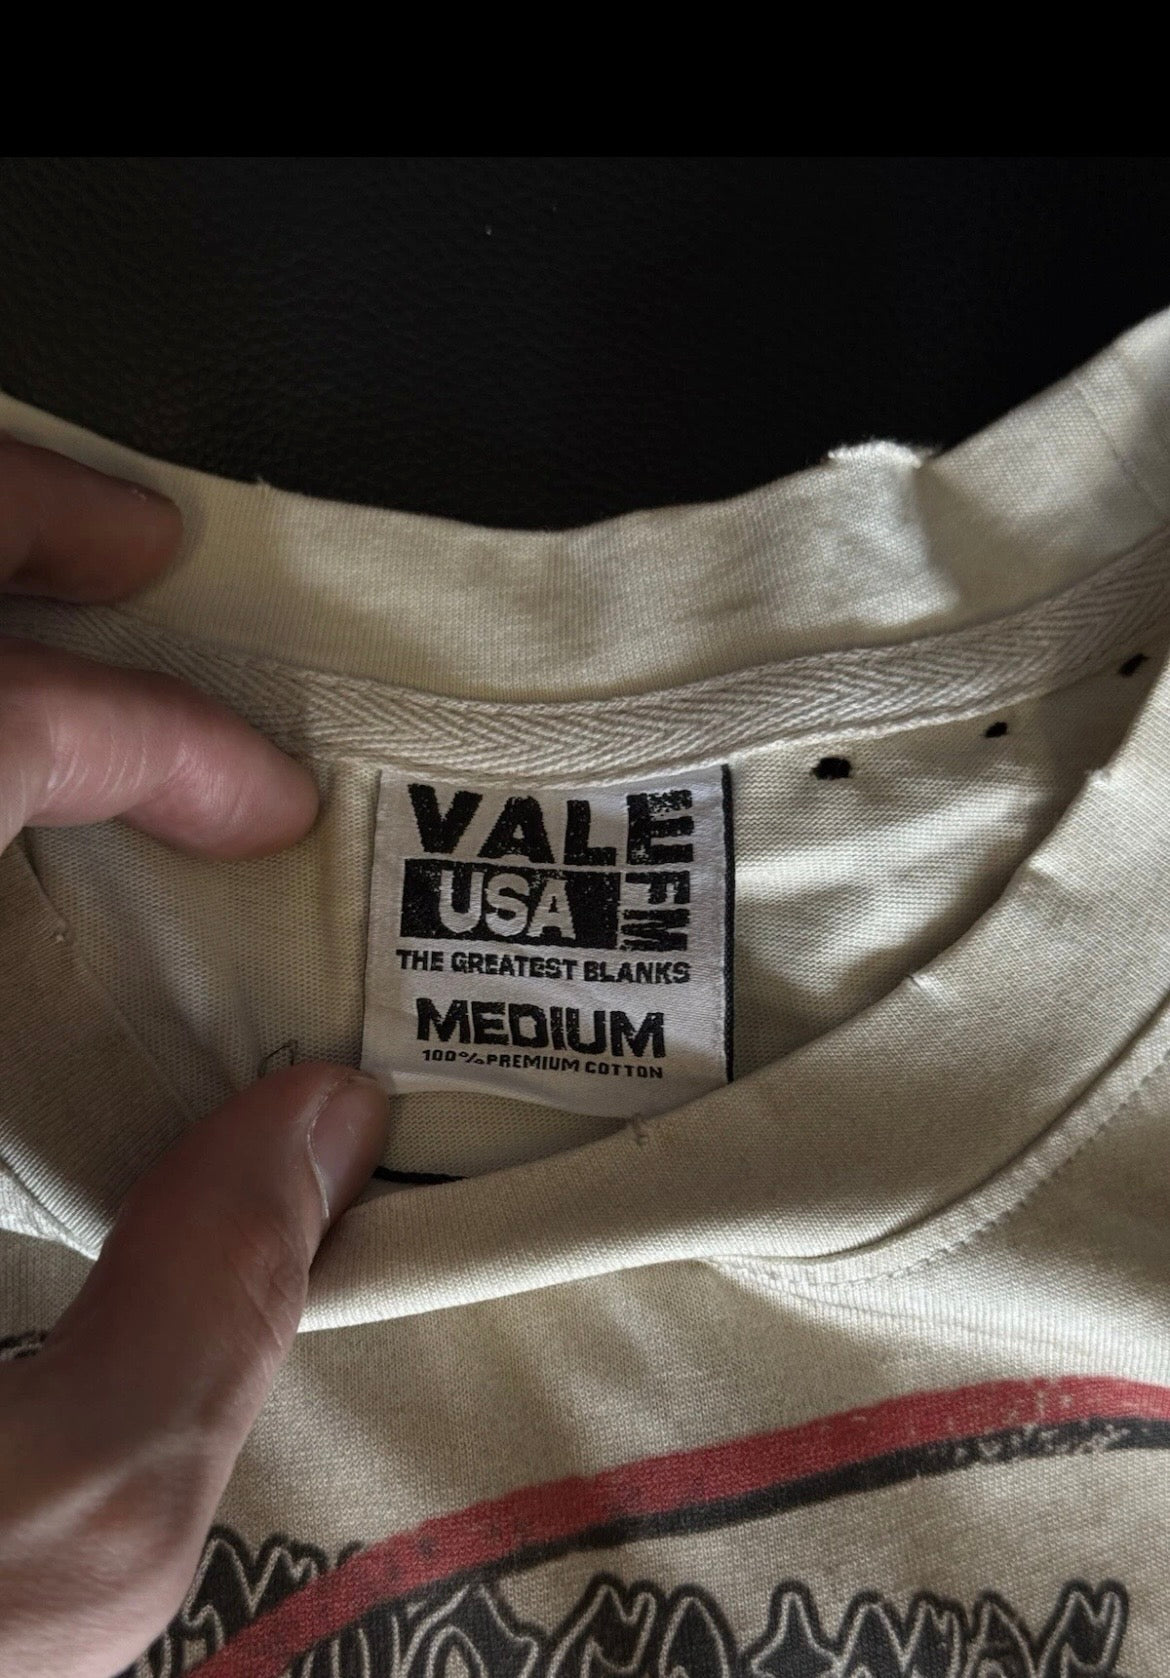 VALE FM
USA
THE GREATEST BLANKS
MEDIUM
100% PREMIUM COTTON